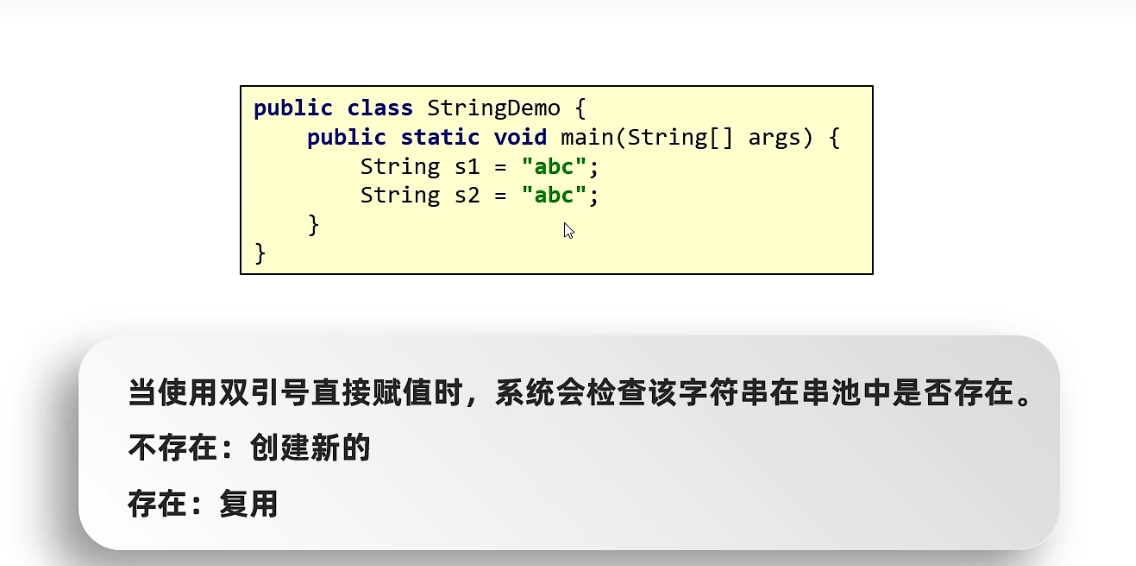 public class StringDemo {
    public static void main(String[] args) {
        String s1 = "abc";
        String s2 = "abc";
    }
}
当使用双引号直接赋值时，系统会检查该字符串在串池中是否存在。
不存在：创建新的
存在：复用